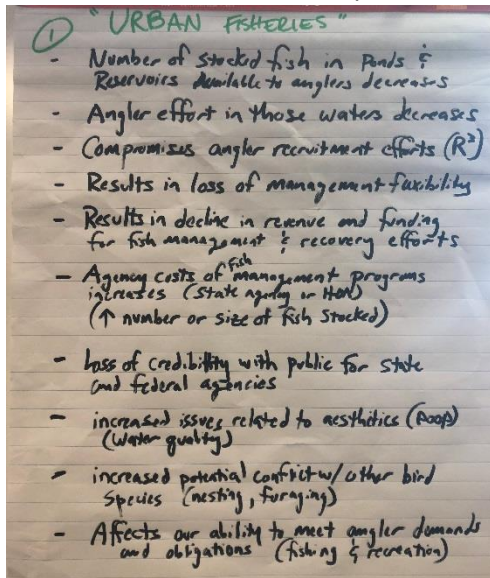 ① "URBAN FISHERIES"
- Number of stocked fish in Ponds &
Reservoirs Available to anglers decreases
- Angler effort in those waters decreases
- Compromises angler recruitment efforts (R³)
- Results in loss of management flexibility
- Results in decline in revenue and funding
for fish management & recovery efforts
- Agency costs of fish management programs
increases (state agency or HOA)
(↑ number or size of fish stocked)
- Loss of credibility with public for state
and federal agencies
- increased issues related to aesthetics (POOP)
(Water quality)
- increased potential conflict w/ other bird
Species (nesting, foraging)
- Affects our ability to meet angler demands
and obligations (fishing & recreation)